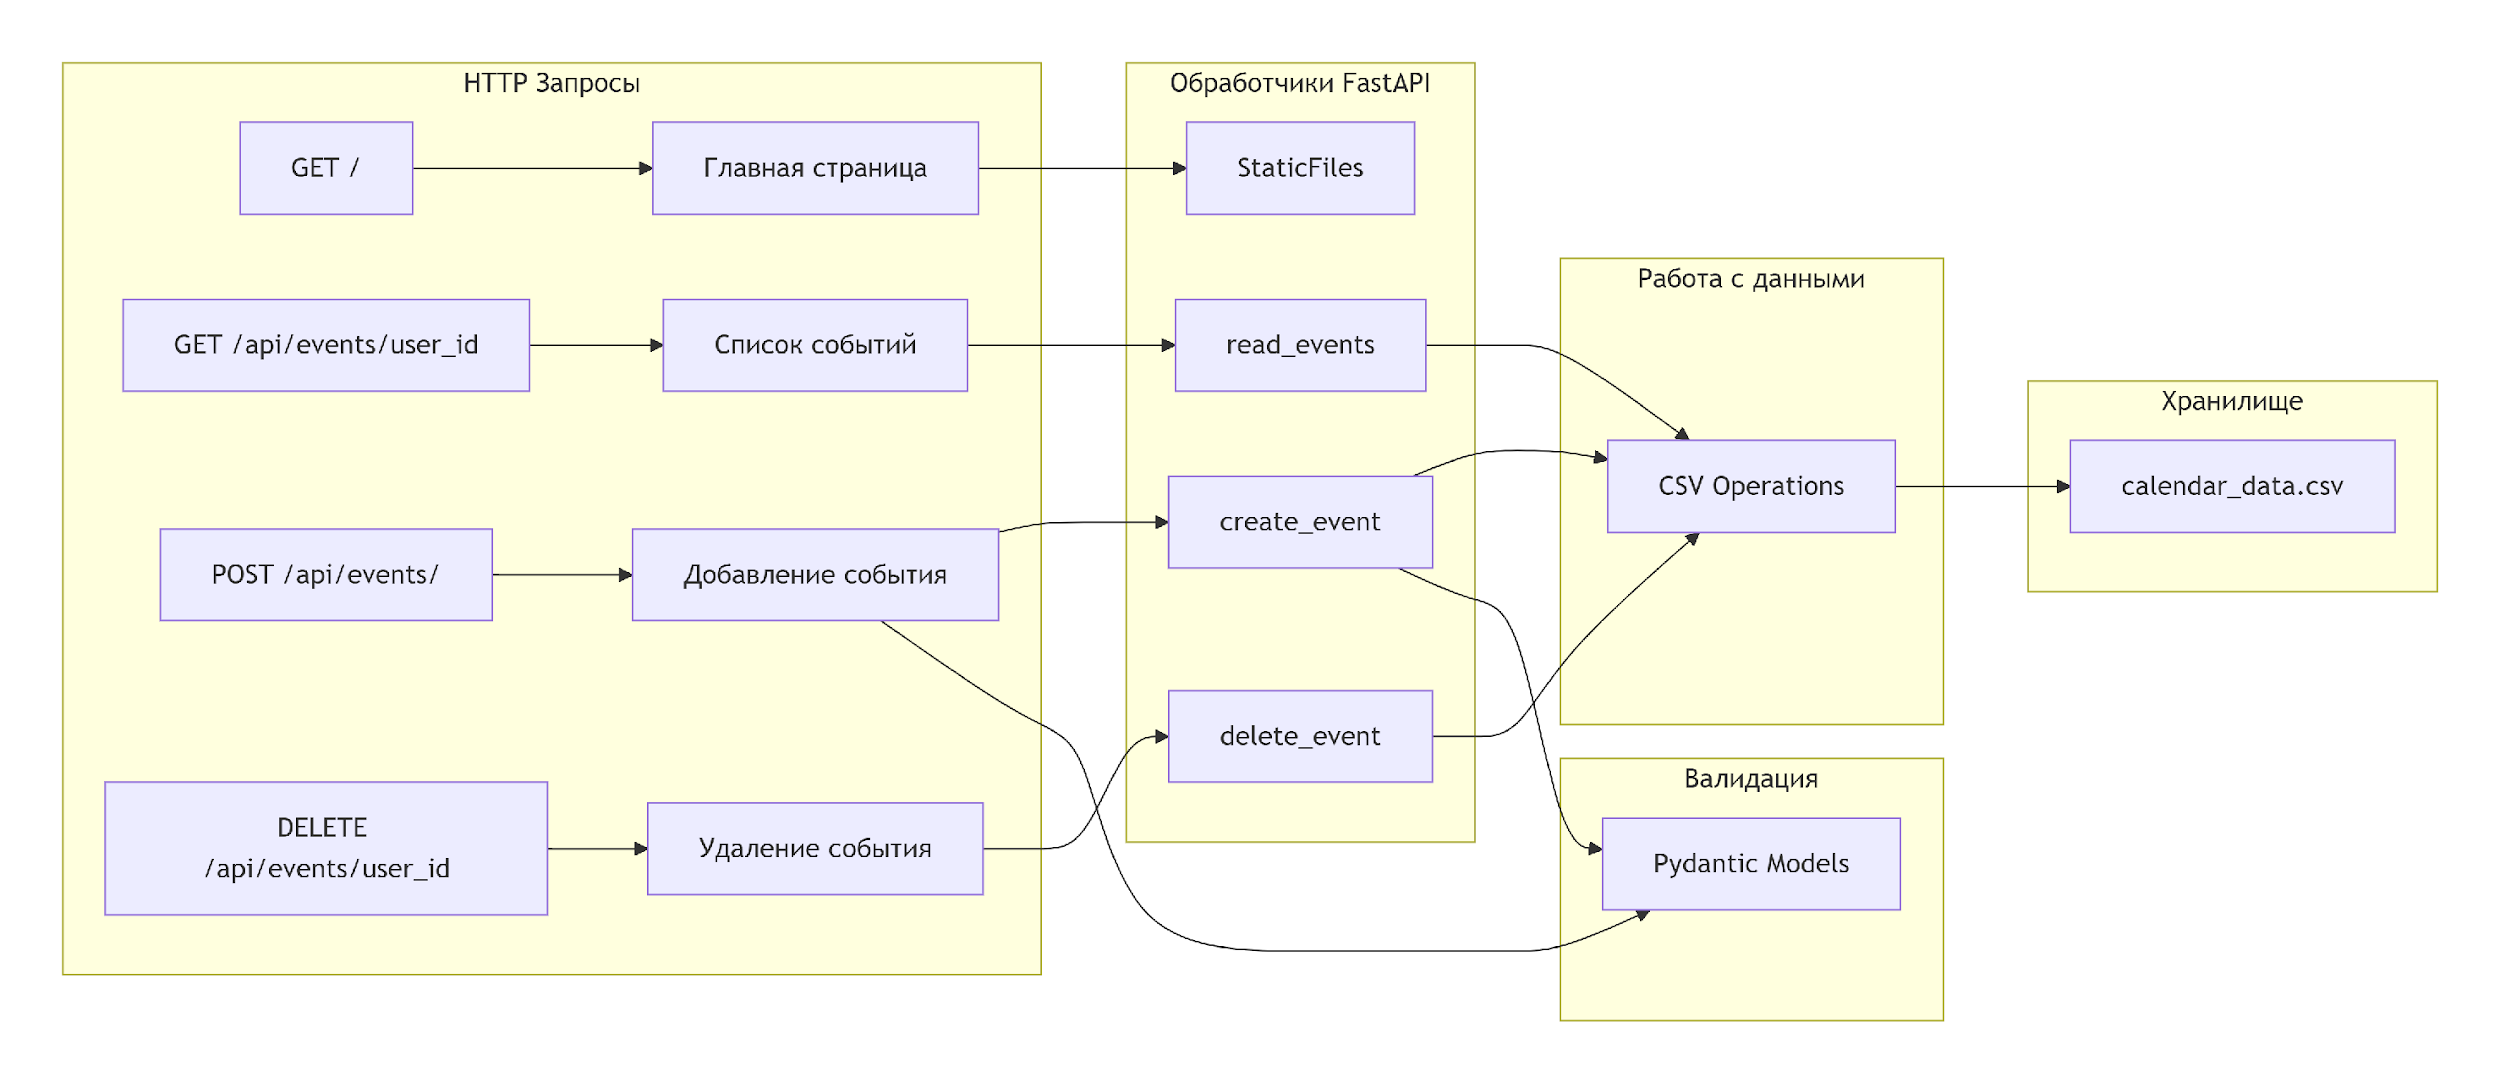 HTTP Запросы
GET /
Главная страница
GET /api/events/user_id
Список событий
POST /api/events/
Добавление события
DELETE
/api/events/user_id
Удаление события
Обработчики FastAPI
StaticFiles
read_events
create_event
delete_event
Работа с данными
CSV Operations
Валидация
Pydantic Models
Хранилище
calendar_data.csv